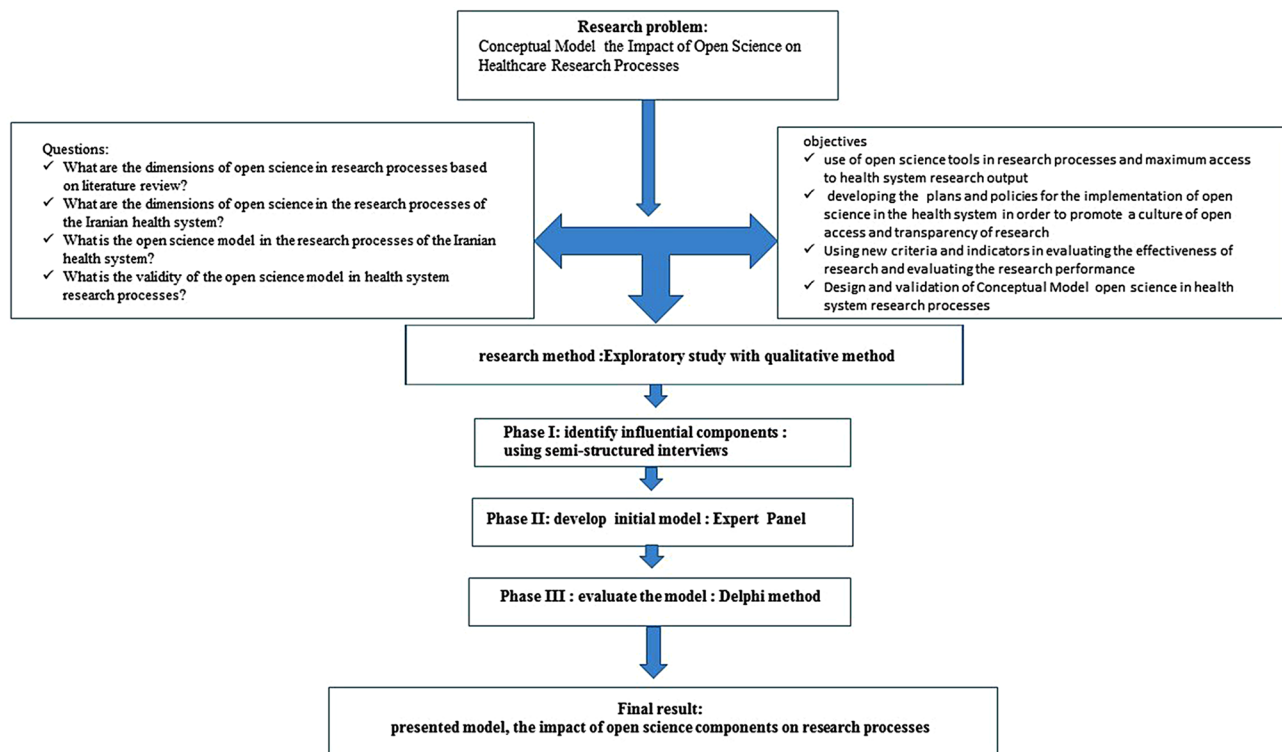 Research problem:
Conceptual Model the Impact of Open Science on
Healthcare Research Processes
Questions:
✓ What are the dimensions of open science in research processes based
on literature review?
✓ What are the dimensions of open science in the research processes of
the Iranian health system?
✓ What is the open science model in the research processes of the Iranian
health system?
✓ What is the validity of the open science model in health system
research processes?
objectives
✓ use of open science tools in research processes and maximum access
to health system research output
✓ developing the plans and policies for the implementation of open
science in the health system in order to promote a culture of open
access and transparency of research
✓ Using new criteria and indicators in evaluating the effectiveness of
research and evaluating the research performance
✓ Design and validation of Conceptual Model open science in health
system research processes
research method :Exploratory study with qualitative method
Phase I: identify influential components :
using semi-structured interviews
Phase II: develop initial model : Expert Panel
Phase III : evaluate the model : Delphi method
Final result:
presented model, the impact of open science components on research processes